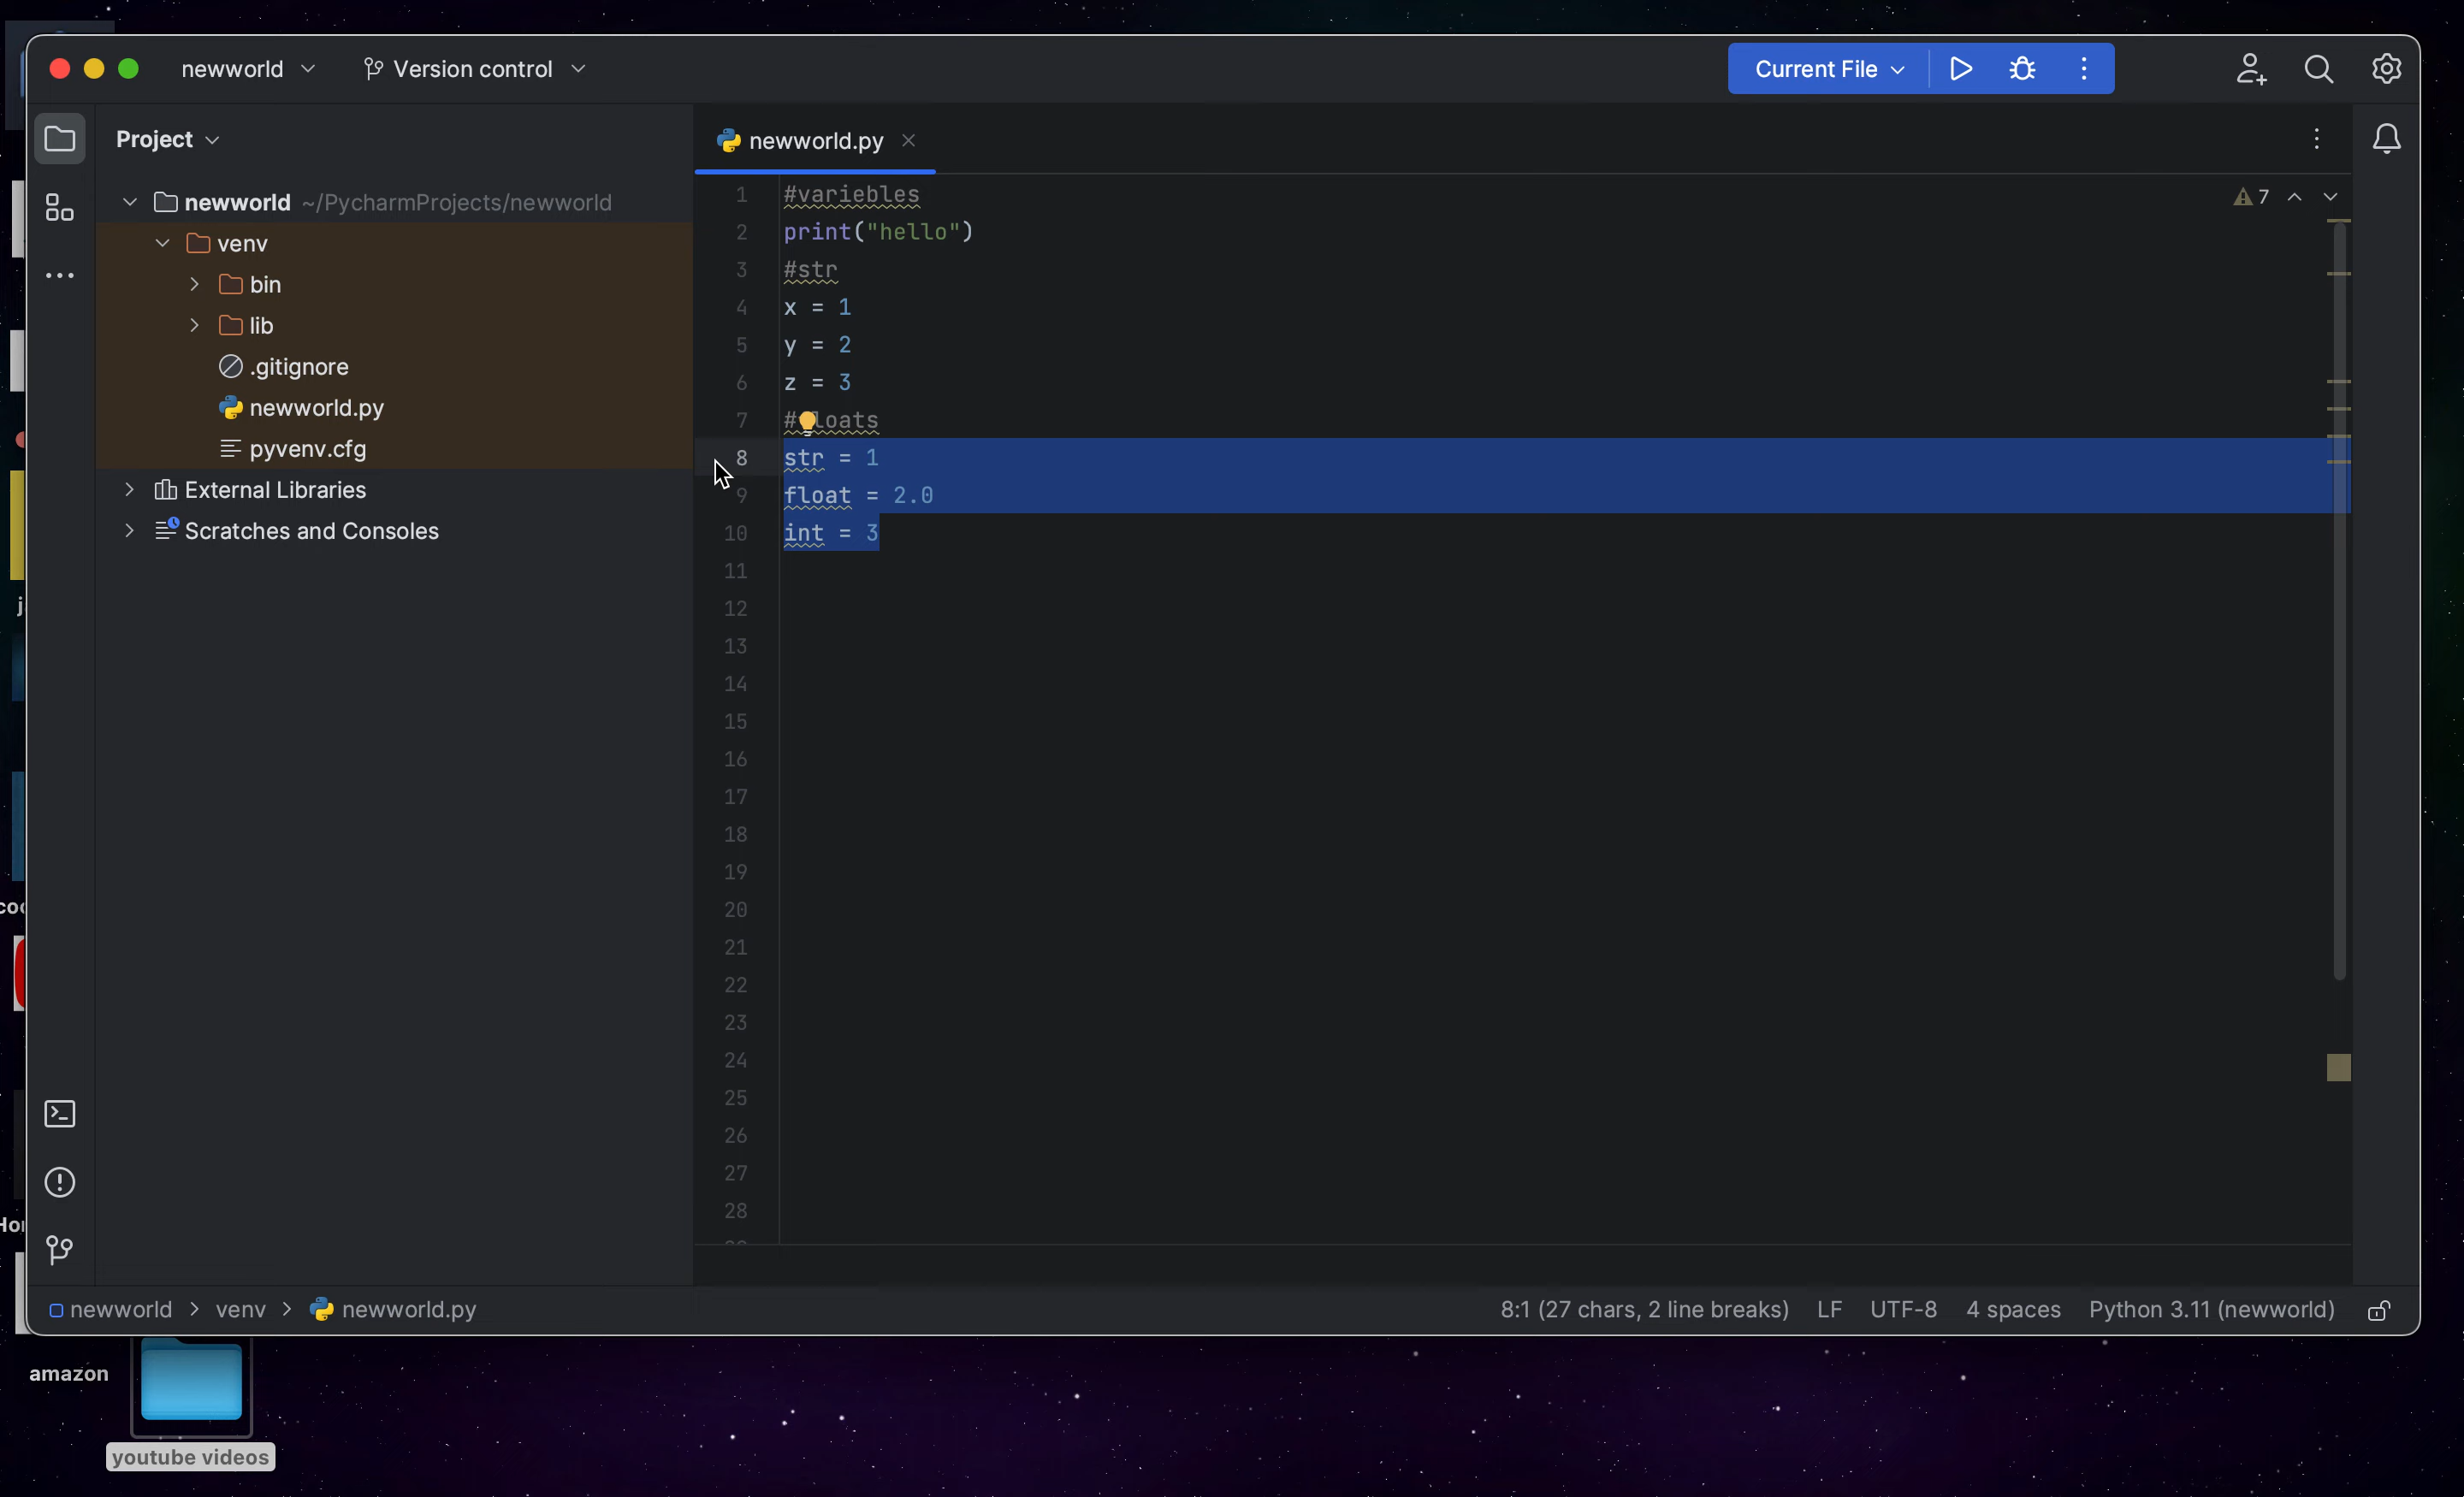 newworld Version control Current File
Project
newworld ~/PycharmProjects/newworld
venv
bin
lib
.gitignore
newworld.py
pyvenv.cfg
External Libraries
Scratches and Consoles
newworld.py
7
1 #variebles
2 print("hello")
3 #str
4 x = 1
5 y = 2
6 z = 3
7 # loats
8 str = 1
9 float = 2.0
10 int = 3
11
12
13
14
15
16
17
18
19
20
21
22
23
24
25
26
27
28
newworld > venv > newworld.py
8:1 (27 chars, 2 line breaks) LF UTF-8 4 spaces Python 3.11 (newworld)
amazon
youtube videos